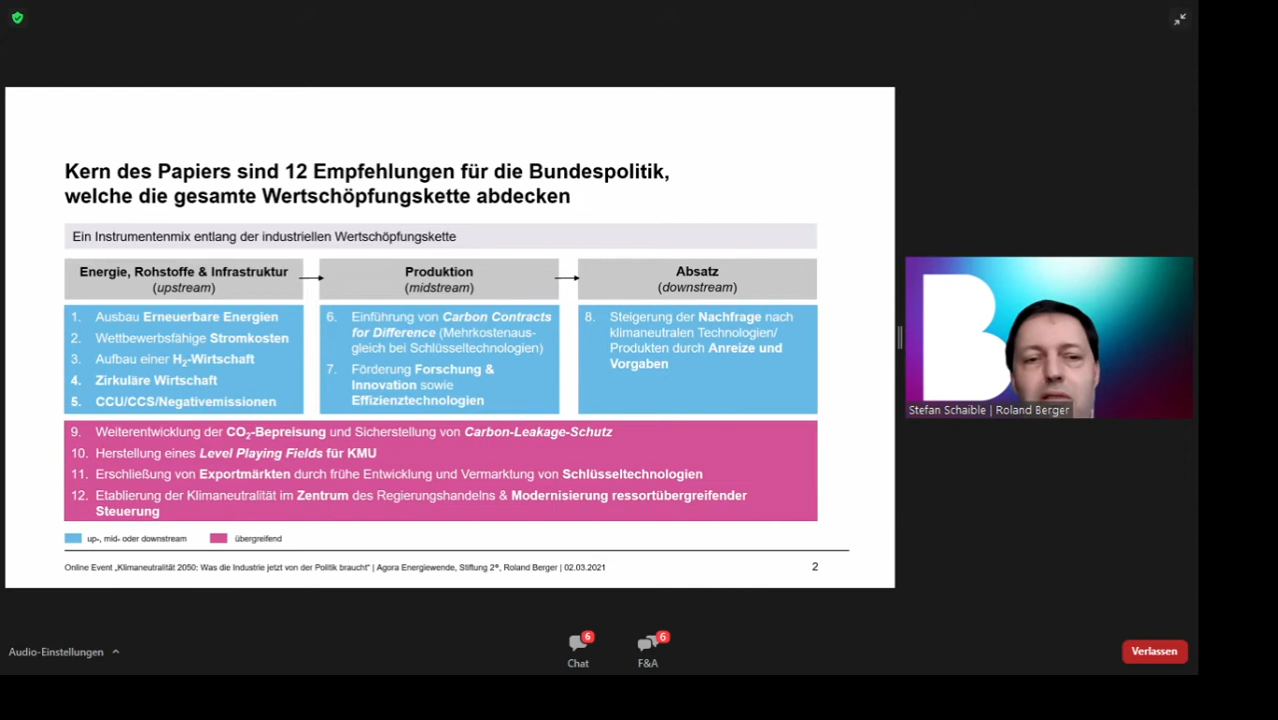 Kern des Papiers sind 12 Empfehlungen für die Bundespolitik,
welche die gesamte Wertschöpfungskette abdecken
Ein Instrumentenmix entlang der industriellen Wertschöpfungskette
Energie, Rohstoffe & Infrastruktur
(upstream)
Produktion
(midstream)
Absatz
(downstream)
1. Ausbau Erneuerbare Energien
2. Wettbewerbsfähige Stromkosten
3. Aufbau einer H2-Wirtschaft
4. Zirkuläre Wirtschaft
5. CCU/CCS/Negativemissionen
6. Einführung von Carbon Contracts
for Difference (Mehrkostenaus-
gleich bei Schlüsseltechnologien)
7. Förderung Forschung &
Innovation sowie
Effizienztechnologien
8. Steigerung der Nachfrage nach
klimaneutralen Technologien/
Produkten durch Anreize und
Vorgaben
9. Weiterentwicklung der CO2-Bepreisung und Sicherstellung von Carbon-Leakage-Schutz
10. Herstellung eines Level Playing Fields für KMU
11. Erschließung von Exportmärkten durch frühe Entwicklung und Vermarktung von Schlüsseltechnologien
12. Etablierung der Klimaneutralität im Zentrum des Regierungshandelns & Modernisierung ressortübergreifender
Steuerung
up-, mid- oder downstream
übergreifend
Online Event „Klimaneutralität 2050: Was die Industrie jetzt von der Politik braucht“ | Agora Energiewende, Stiftung 2°, Roland Berger | 02.03.2021
2
B
Stefan Schaible | Roland Berger
Audio-Einstellungen
6
Chat
6
F&A
Verlassen